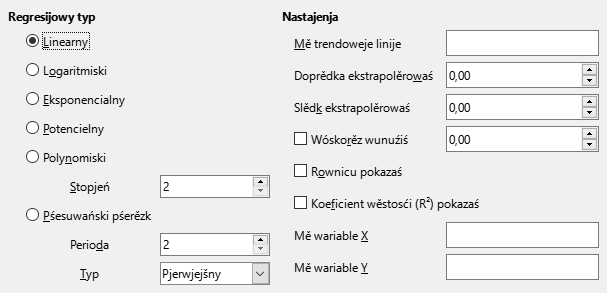 Regresijowy typ
Linearny
Logaritmiski
Eksponencialny
Potencielny
Polynomiski
Stopjeń 2
Pśesuwański pśerězk
Perioda 2
Typ Pjerwjejšny
Nastajenja
Mě trendoweje linije
Doprědka ekstrapolěrowaś 0,00
Slědk ekstrapolěrowaś 0,00
Wóskorěz wunuźiś 0,00
Rownicu pokazaś
Koeficient wěstosći (R²) pokazaś
Mě wariable X
Mě wariable Y